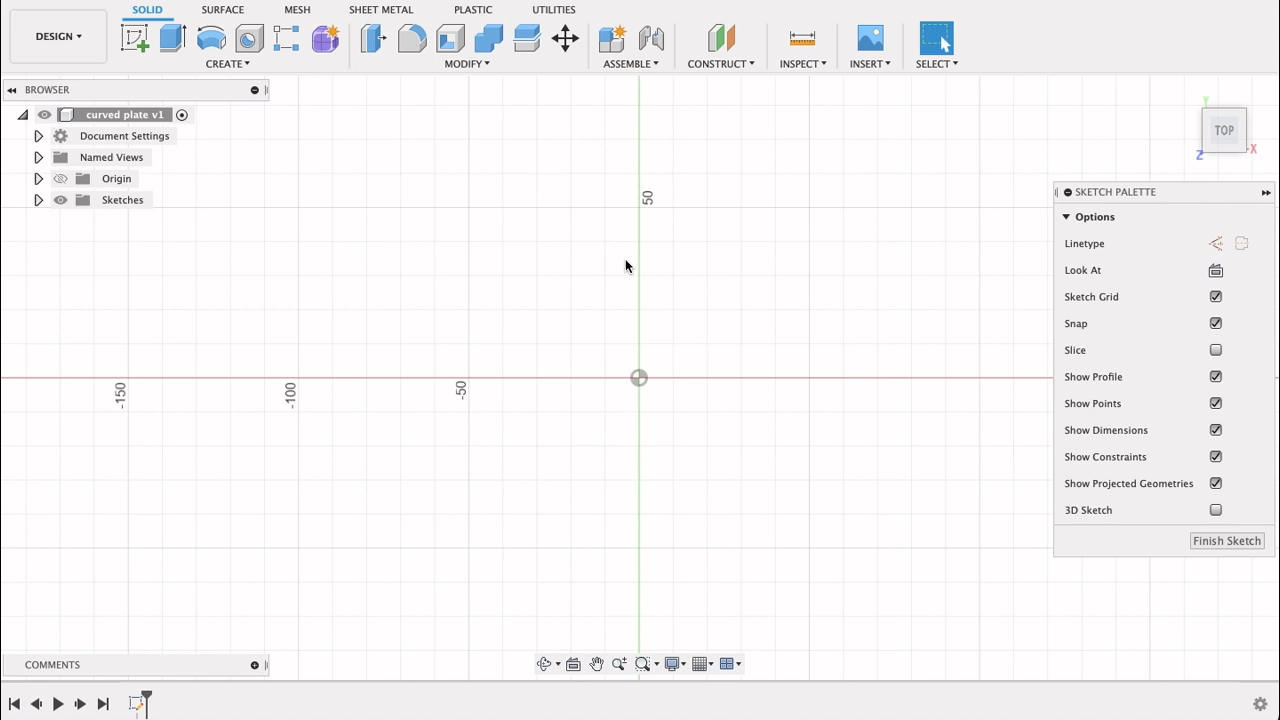 SOLID SURFACE MESH SHEET METAL PLASTIC UTILITIES
DESIGN
CREATE MODIFY ASSEMBLE CONSTRUCT INSPECT INSERT SELECT
BROWSER
curved plate v1
Document Settings
Named Views
Origin
Sketches
50
-150
-100
-50
Y
TOP
Z
X
SKETCH PALETTE
Options
Linetype
Look At
Sketch Grid
Snap
Slice
Show Profile
Show Points
Show Dimensions
Show Constraints
Show Projected Geometries
3D Sketch
Finish Sketch
COMMENTS